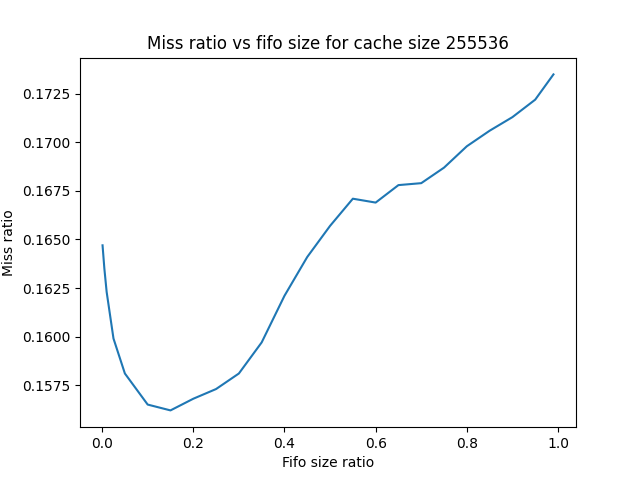 Miss ratio vs fifo size for cache size 255536
0.1725
0.1700
0.1675
0.1650
0.1625
0.1600
0.1575
Miss ratio
0.0 0.2 0.4 0.6 0.8 1.0
Fifo size ratio